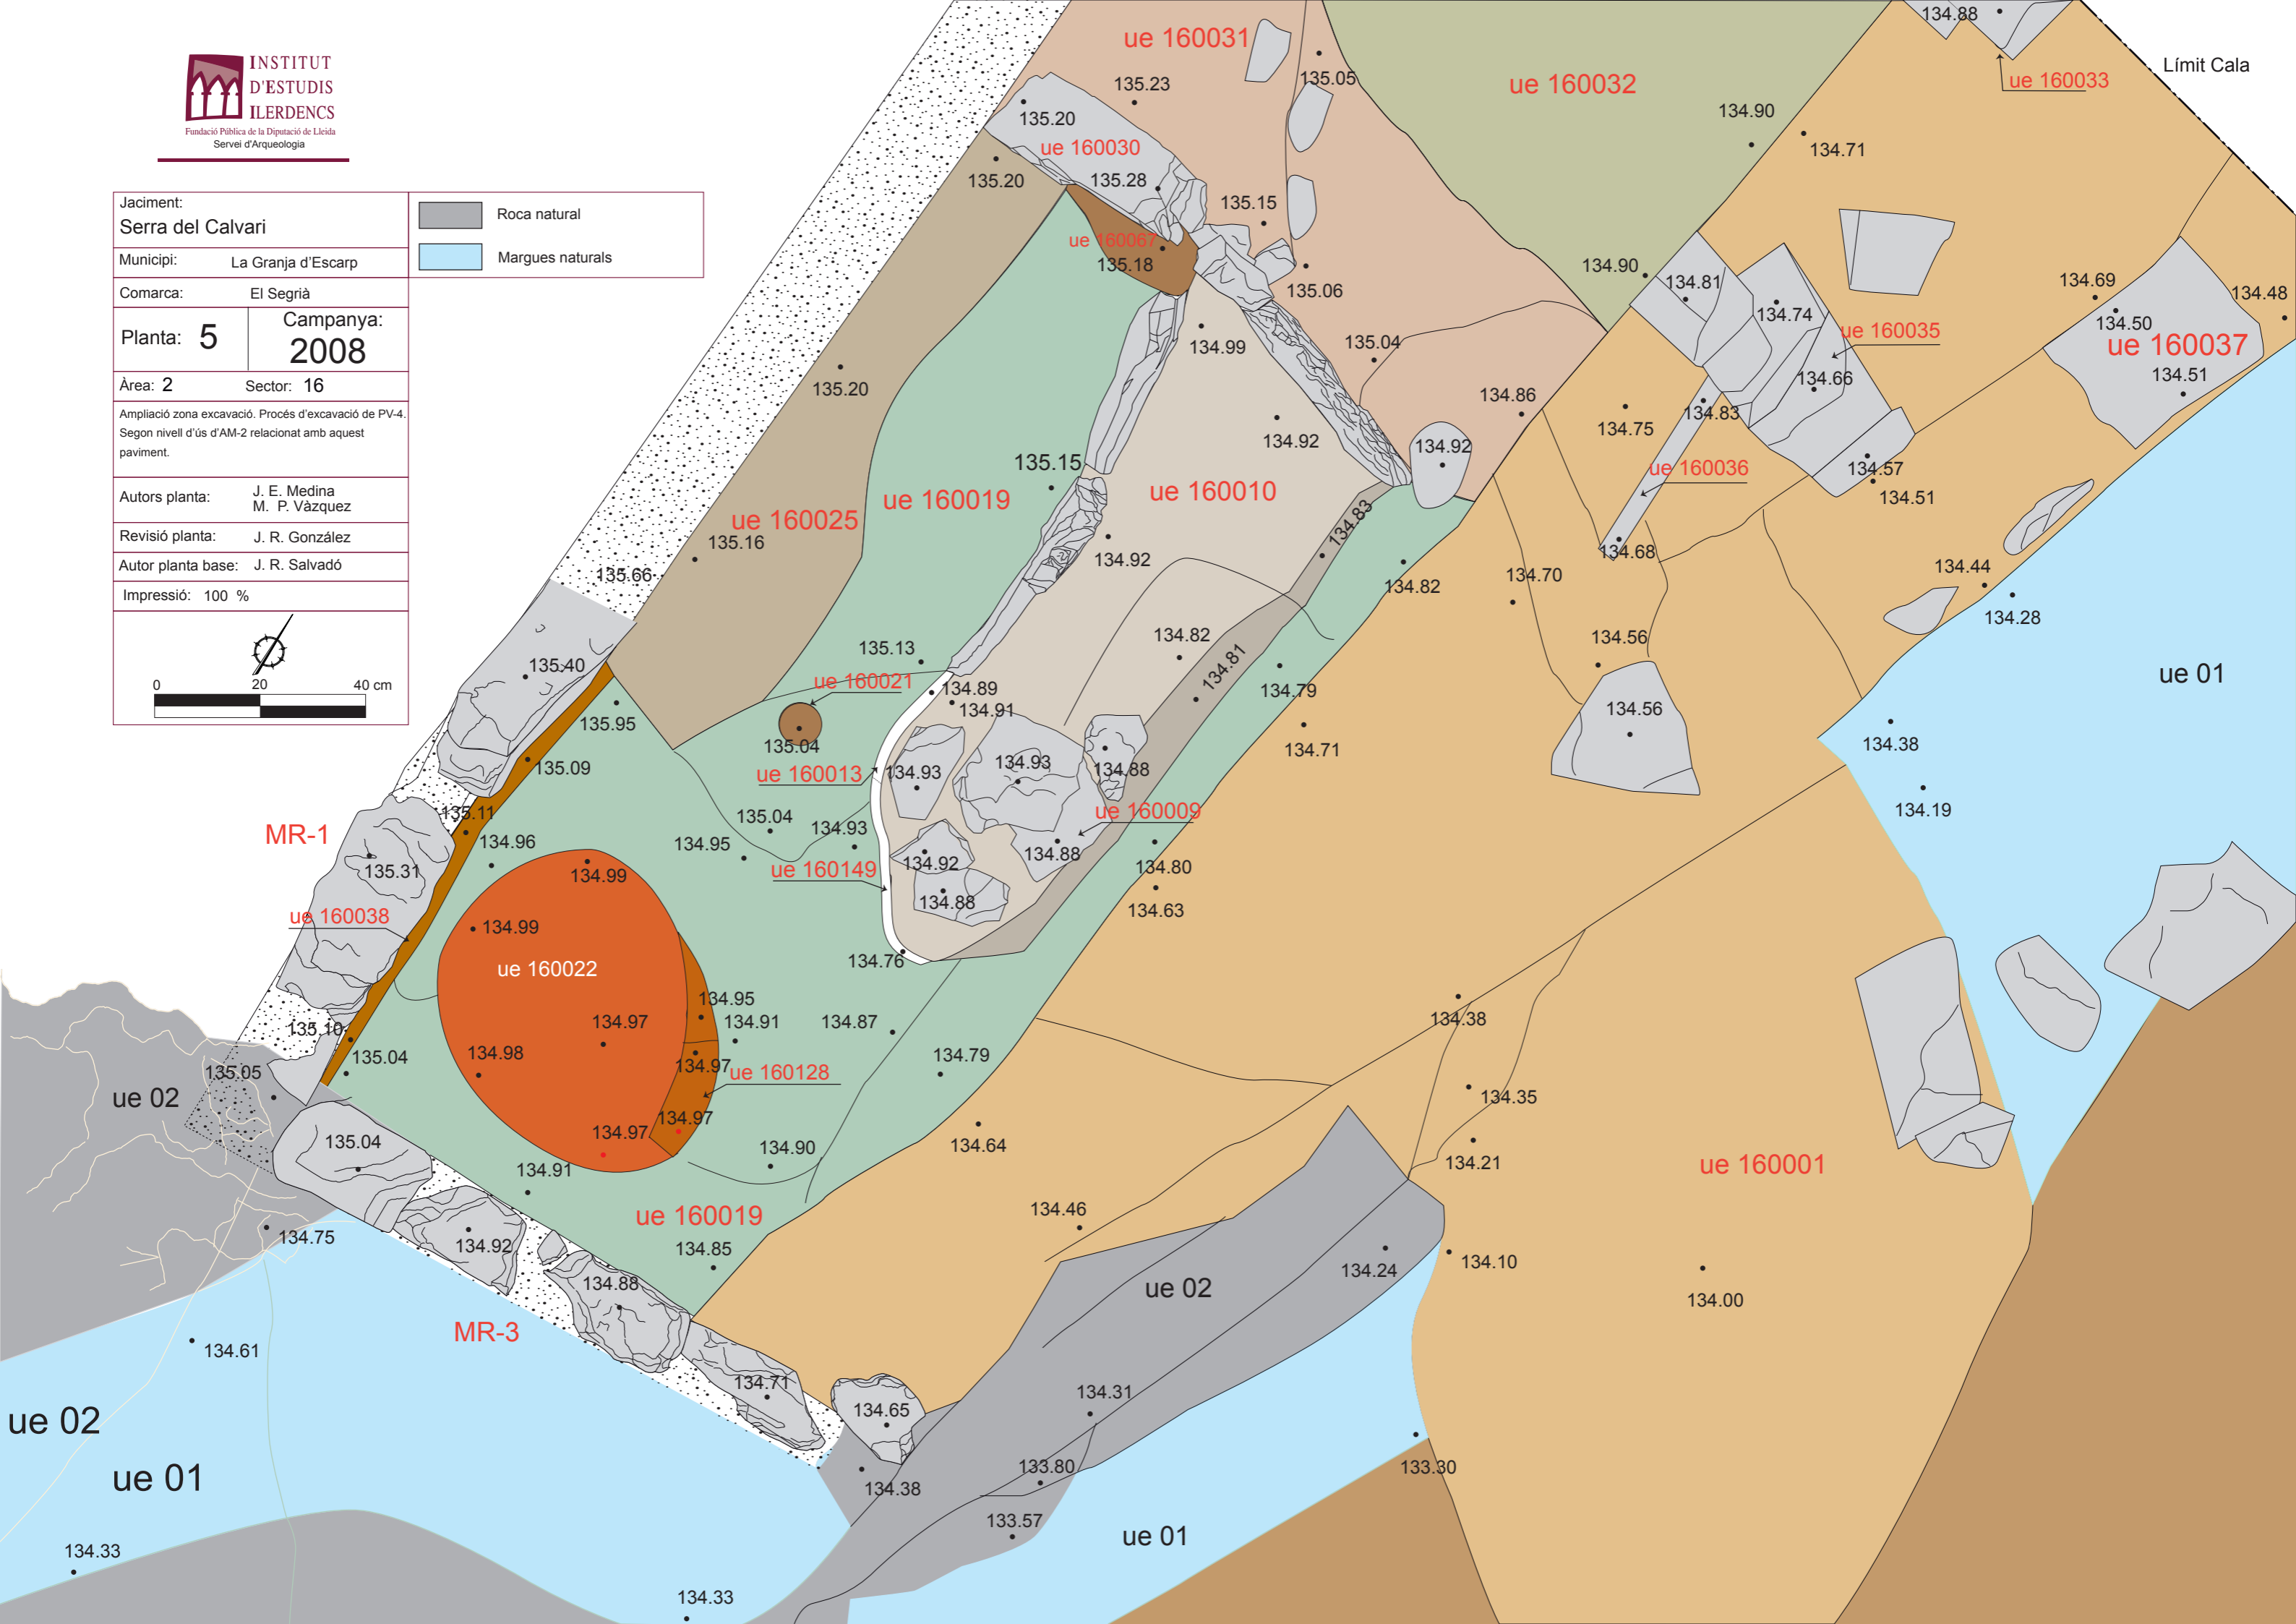 INSTITUT
D'ESTUDIS
ILERDENCS
Fundació Pública de la Diputació de Lleida
Servei d'Arqueologia
Jaciment:
Serra del Calvari
Municipi: La Granja d'Escarp
Comarca: El Segrià
Planta: 5
Campanya:
2008
Àrea: 2 Sector: 16
Ampliació zona excavació. Procés d'excavació de PV-4.
Segon nivell d'ús d'AM-2 relacionat amb aquest
paviment.
Autors planta: J. E. Medina
M. P. Vàzquez
Revisió planta: J. R. González
Autor planta base: J. R. Salvadó
Impressió: 100 %
0 20 40 cm
Roca natural
Margues naturals
ue 160031
135.23
135.05
135.20
ue 160030
135.20
135.28
135.15
ue 160067
135.18
135.06
ue 160032
134.90
134.71
134.88
ue 160033
Límit Cala
134.90
134.81
134.74
ue 160035
134.66
134.69
134.50
134.48
ue 160037
134.51
134.99
135.04
134.86
134.75
134.83
135.20
134.92
134.92
ue 160036
134.57
134.51
135.15
ue 160019
ue 160010
ue 160025
135.16
134.83
134.92
135.66
134.82
134.70
134.68
134.44
134.28
135.13
134.82
134.81
134.56
135.40
ue 160021
134.89
134.91
134.79
ue 01
135.95
135.04
134.71
134.56
134.38
135.09
ue 160013
134.93
134.93
134.88
134.19
MR-1
135.11
134.96
135.04
134.93
ue 160009
134.95
134.92
134.88
134.80
135.31
134.99
ue 160149
134.88
134.63
ue 160038
134.99
134.76
ue 160022
134.95
134.97
134.91
134.87
134.38
135.10
135.04
134.98
134.97
134.79
ue 160128
135.05
ue 02
134.35
134.97
134.97
135.04
134.91
134.90
134.64
134.21
ue 160001
ue 160019
134.46
134.75
134.92
134.85
134.10
134.24
ue 02
134.88
134.00
MR-3
134.61
134.71
134.31
134.65
ue 02
ue 01
134.38
133.80
133.30
133.57
ue 01
134.33
134.33